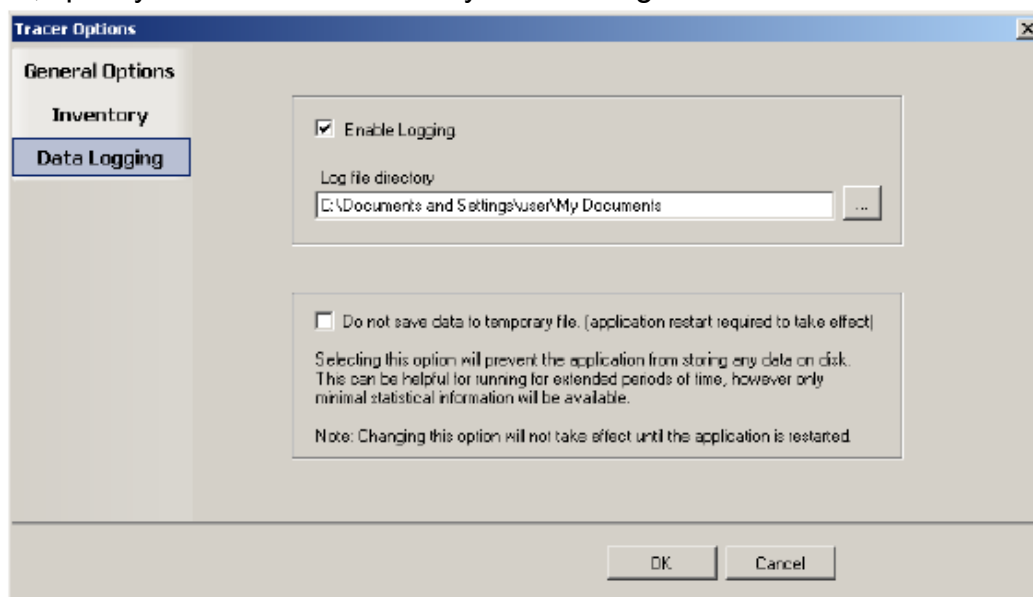 Tracer Options
General Options
Inventory
Data Logging
Enable Logging
Log file directory
C:\Documents and Settings\user\My Documents
...
Do not save data to temporary file. (application restart required to take effect)
Selecting this option will prevent the application from storing any data on disk.
This can be helpful for running for extended periods of time, however only
minimal statistical information will be available.
Note: Changing this option will not take effect until the application is restarted.
OK
Cancel